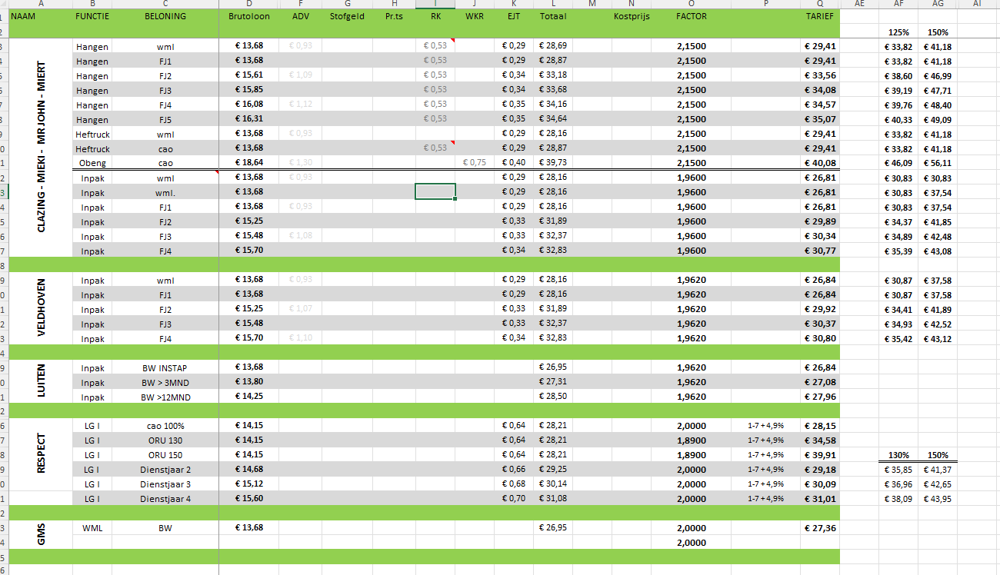 A B C D F G H I J K L M N O P Q AE AF AG AI
NAAM FUNCTIE BELONING Brutoloon ADV Stofgeld Pr.ts RK WKR EJT Totaal Kostprijs FACTOR TARIEF
125% 150%
CLAZING - MIEKI - MR JOHN - MIERT
Hangen wml € 13,68 € 0,93 € 0,53 € 0,29 € 28,69 2,1500 € 29,41 € 33,82 € 41,18
Hangen FJ1 € 13,68 € 0,53 € 0,29 € 28,87 2,1500 € 29,41 € 33,82 € 41,18
Hangen FJ2 € 15,61 € 1,09 € 0,53 € 0,34 € 33,18 2,1500 € 33,56 € 38,60 € 46,99
Hangen FJ3 € 15,85 € 0,53 € 0,34 € 33,68 2,1500 € 34,08 € 39,19 € 47,71
Hangen FJ4 € 16,08 € 1,12 € 0,53 € 0,35 € 34,16 2,1500 € 34,57 € 39,76 € 48,40
Hangen FJ5 € 16,31 € 0,53 € 0,35 € 34,64 2,1500 € 35,07 € 40,33 € 49,09
Heftruck wml € 13,68 € 0,93 € 0,29 € 28,16 2,1500 € 29,41 € 33,82 € 41,18
Heftruck cao € 13,68 € 0,53 € 0,29 € 28,87 2,1500 € 29,41 € 33,82 € 41,18
Obeng cao € 18,64 € 1,30 € 0,75 € 0,40 € 39,73 2,1500 € 40,08 € 46,09 € 56,11
Inpak wml € 13,68 € 0,93 € 0,29 € 28,16 1,9600 € 26,81 € 30,83 € 30,83
Inpak wml. € 13,68 € 0,29 € 28,16 1,9600 € 26,81 € 30,83 € 37,54
Inpak FJ1 € 13,68 € 0,93 € 0,29 € 28,16 1,9600 € 26,81 € 30,83 € 37,54
Inpak FJ2 € 15,25 € 0,33 € 31,89 1,9600 € 29,89 € 34,37 € 41,85
Inpak FJ3 € 15,48 € 1,08 € 0,33 € 32,37 1,9600 € 30,34 € 34,89 € 42,48
Inpak FJ4 € 15,70 € 0,34 € 32,83 1,9600 € 30,77 € 35,39 € 43,08
VELDHOVEN
Inpak wml € 13,68 € 0,93 € 0,29 € 28,16 1,9620 € 26,84 € 30,87 € 37,58
Inpak FJ1 € 13,68 € 0,29 € 28,16 1,9620 € 26,84 € 30,87 € 37,58
Inpak FJ2 € 15,25 € 1,07 € 0,33 € 31,89 1,9620 € 29,92 € 34,41 € 41,89
Inpak FJ3 € 15,48 € 0,33 € 32,37 1,9620 € 30,37 € 34,93 € 42,52
Inpak FJ4 € 15,70 € 1,10 € 0,34 € 32,83 1,9620 € 30,80 € 35,42 € 43,12
LUITEN
Inpak BW INSTAP € 13,68 € 26,95 1,9620 € 26,84
Inpak BW > 3MND € 13,80 € 27,31 1,9620 € 27,08
Inpak BW >12MND € 14,25 € 28,50 1,9620 € 27,96
RESPECT
LG I cao 100% € 14,15 € 0,64 € 28,21 2,0000 1-7 + 4,9% € 28,15
LG I ORU 130 € 14,15 € 0,64 € 28,21 1,8900 1-7 + 4,9% € 34,58
LG I ORU 150 € 14,15 € 0,64 € 28,21 1,8900 1-7 + 4,9% € 39,91 130% 150%
LG I Dienstjaar 2 € 14,68 € 0,66 € 29,25 2,0000 1-7 + 4,9% € 29,18 € 35,85 € 41,37
LG I Dienstjaar 3 € 15,12 € 0,68 € 30,14 2,0000 1-7 + 4,9% € 30,09 € 36,96 € 42,65
LG I Dienstjaar 4 € 15,60 € 0,70 € 31,08 2,0000 1-7 + 4,9% € 31,01 € 38,09 € 43,95
GMS
WML BW € 13,68 € 26,95 2,0000 € 27,36
2,0000